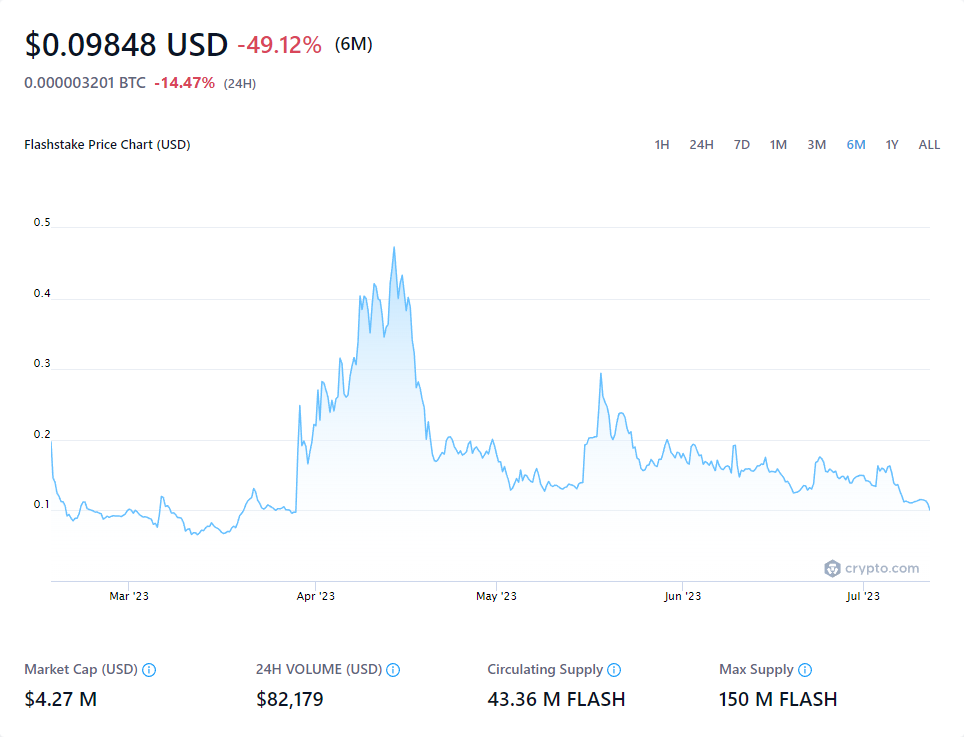 $0.09848 USD -49.12% (6M)
0.000003201 BTC -14.47% (24H)
Flashstake Price Chart (USD) 1H 24H 7D 1M 3M 6M 1Y ALL
0.5
0.4
0.3
0.2
0.1
crypto.com
Mar '23 Apr '23 May '23 Jun '23 Jul '23
Market Cap (USD) 24H VOLUME (USD) Circulating Supply Max Supply
$4.27 M $82,179 43.36 M FLASH 150 M FLASH